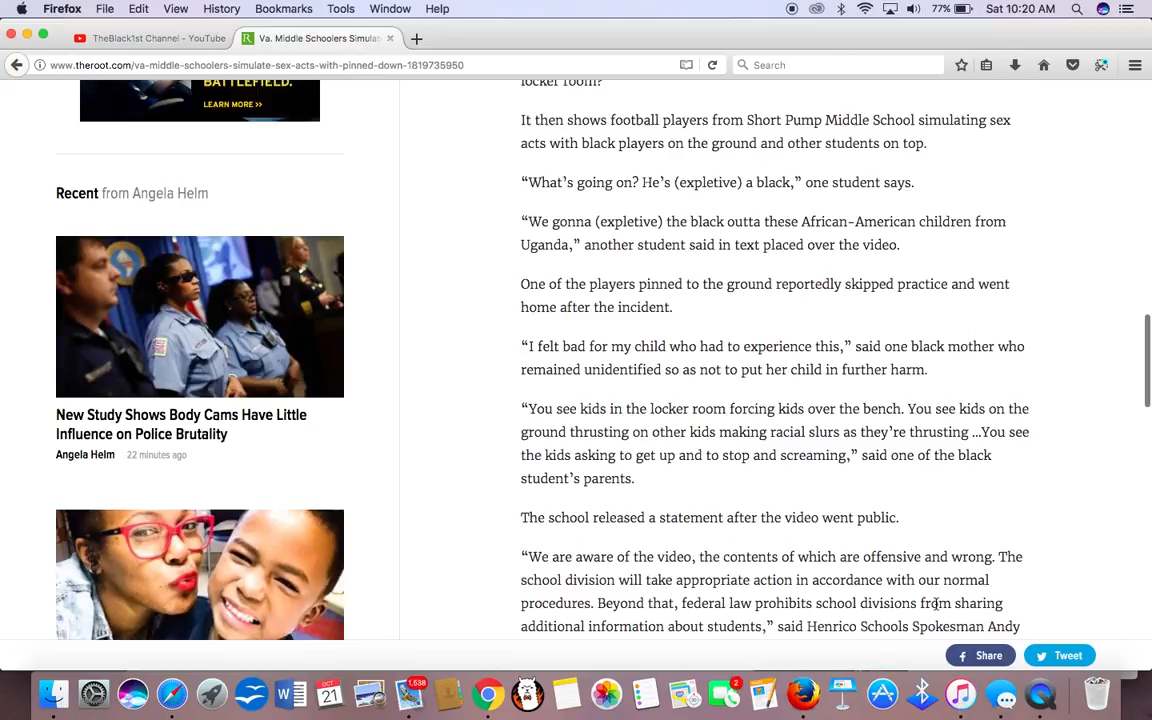 Firefox File Edit View History Bookmarks Tools Window Help 77% Sat 10:20 AM
TheBlack1st Channel - YouTube Va. Middle Schoolers Simulat
www.theroot.com/va-middle-schoolers-simulate-sex-acts-with-pinned-down-1819735950 Search
BATTLEFIELD.
LEARN MORE >>
Recent from Angela Helm
New Study Shows Body Cams Have Little
Influence on Police Brutality
Angela Helm 22 minutes ago
locker room?
It then shows football players from Short Pump Middle School simulating sex
acts with black players on the ground and other students on top.
“What’s going on? He’s (expletive) a black,” one student says.
“We gonna (expletive) the black outta these African-American children from
Uganda,” another student said in text placed over the video.
One of the players pinned to the ground reportedly skipped practice and went
home after the incident.
“I felt bad for my child who had to experience this,” said one black mother who
remained unidentified so as not to put her child in further harm.
“You see kids in the locker room forcing kids over the bench. You see kids on the
ground thrusting on other kids making racial slurs as they’re thrusting ...You see
the kids asking to get up and to stop and screaming,” said one of the black
student’s parents.
The school released a statement after the video went public.
“We are aware of the video, the contents of which are offensive and wrong. The
school division will take appropriate action in accordance with our normal
procedures. Beyond that, federal law prohibits school divisions from sharing
additional information about students,” said Henrico Schools Spokesman Andy
Share Tweet
OCT
21
1,538
2